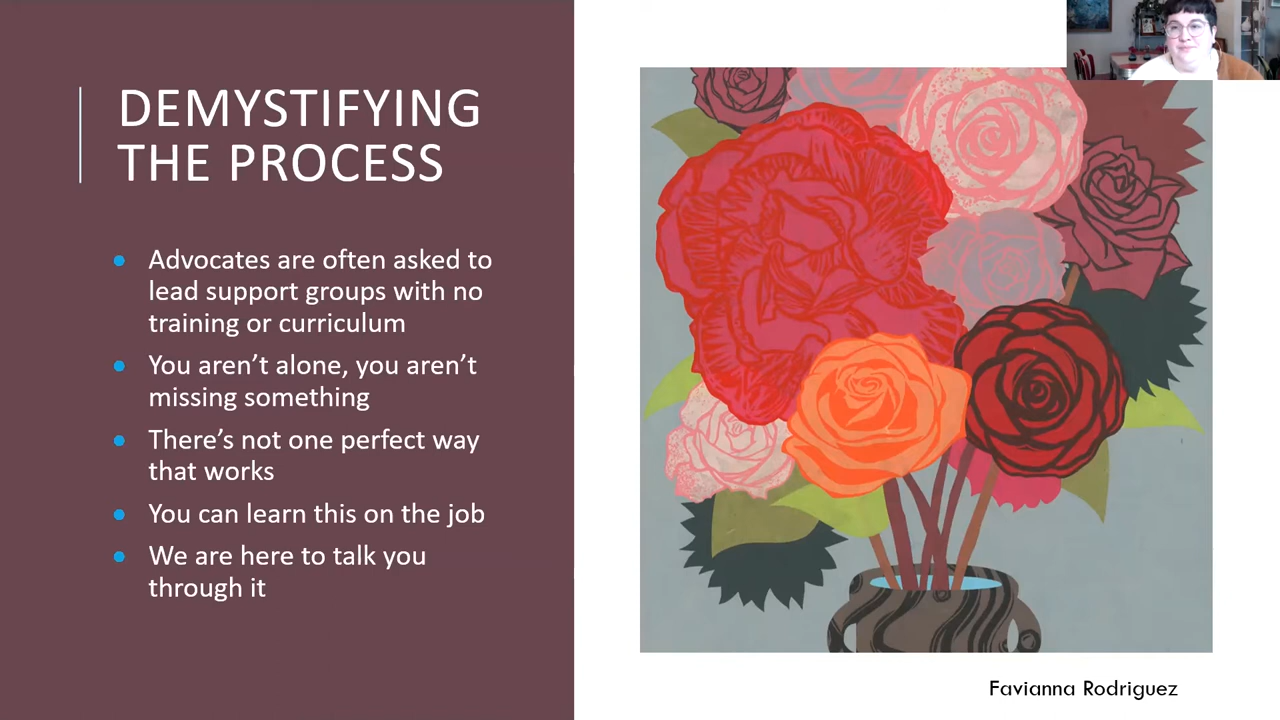 DEMYSTIFYING
THE PROCESS
Advocates are often asked to
lead support groups with no
training or curriculum
You aren’t alone, you aren’t
missing something
There’s not one perfect way
that works
You can learn this on the job
We are here to talk you
through it
Favianna Rodriguez